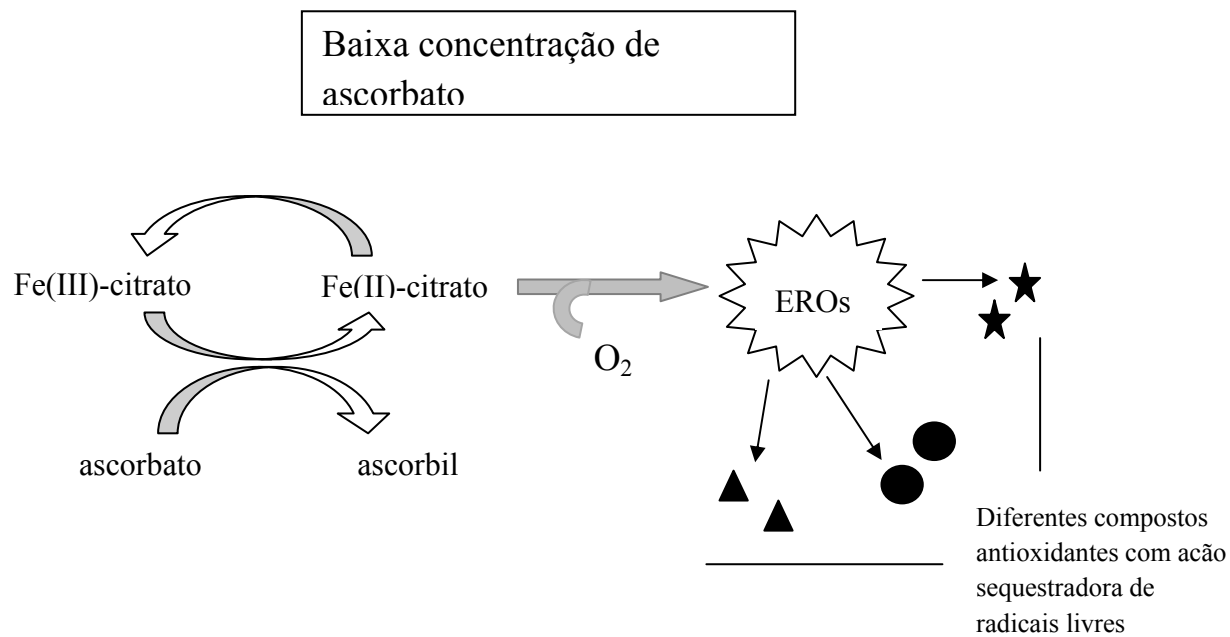 Baixa concentração de
ascorbato
Fe(III)-citrato
Fe(II)-citrato
O₂
EROs
ascorbato
ascorbil
Diferentes compostos
antioxidantes com acão
sequestradora de
radicais livres